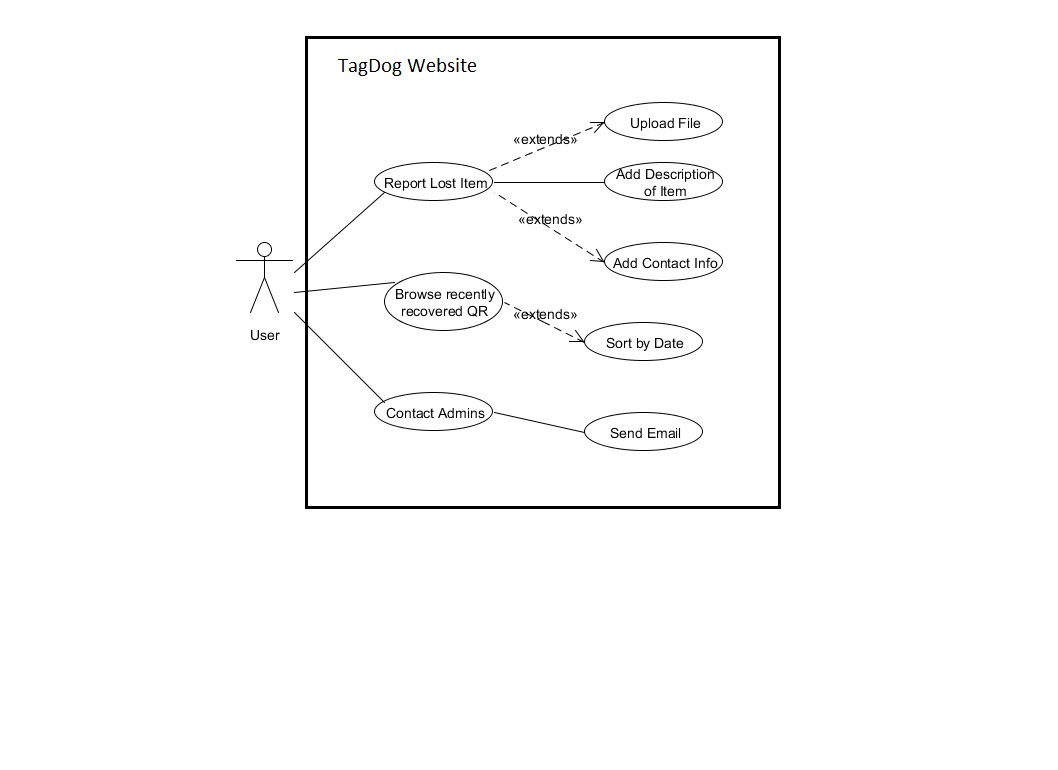 TagDog Website
Upload File
«extends»
Report Lost Item
Add Description
of Item
«extends»
Add Contact Info
User
Browse recently
recovered QR
«extends»
Sort by Date
Contact Admins
Send Email